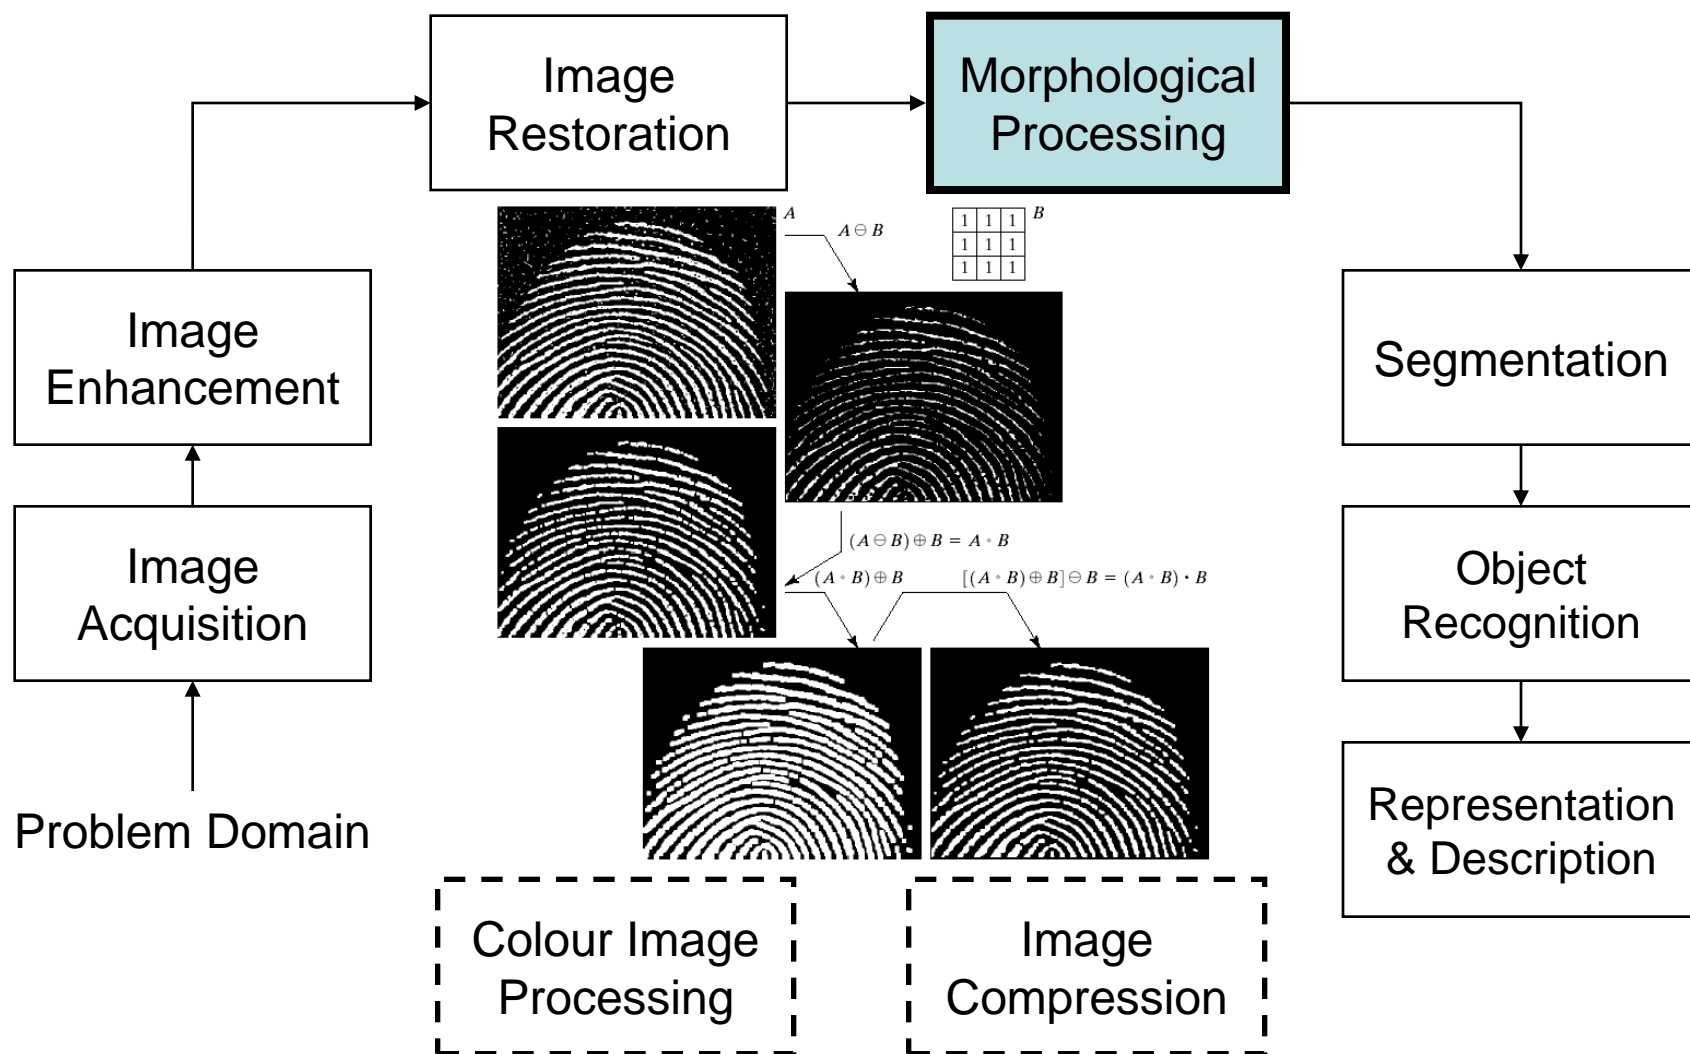 Image
Restoration
Morphological
Processing
A
A ⊖ B
1 1 1
1 1 1
1 1 1
B
Image
Enhancement
Segmentation
Image
Acquisition
(A ⊖ B) ⊕ B = A ∘ B
(A ∘ B) ⊕ B
[(A ∘ B) ⊕ B] ⊖ B = (A ∘ B) • B
Object
Recognition
Problem Domain
Representation
& Description
Colour Image
Processing
Image
Compression